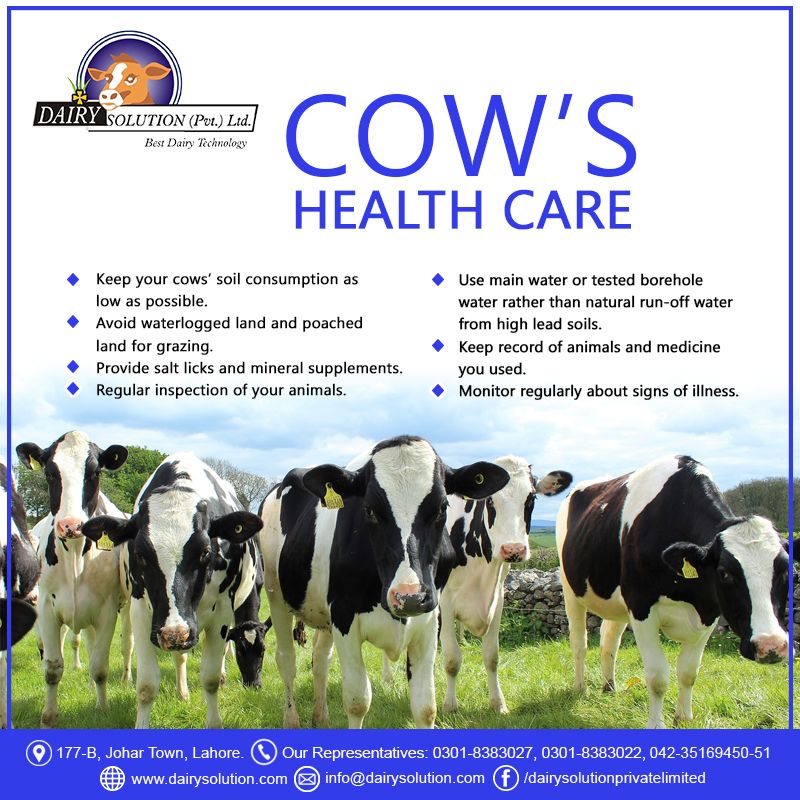 DAIRY SOLUTION (Pvt.) Ltd.
Best Dairy Technology
COW'S
HEALTH CARE
Keep your cows' soil consumption as
low as possible.
Avoid waterlogged land and poached
land for grazing.
Provide salt licks and mineral supplements.
Regular inspection of your animals.
Use main water or tested borehole
water rather than natural run-off water
from high lead soils.
Keep record of animals and medicine
you used.
Monitor regularly about signs of illness.
177-B, Johar Town, Lahore. Our Representatives: 0301-8383027, 0301-8383022, 042-35169450-51
www.dairysolution.com info@dairysolution.com f /dairysolutionprivatelimited